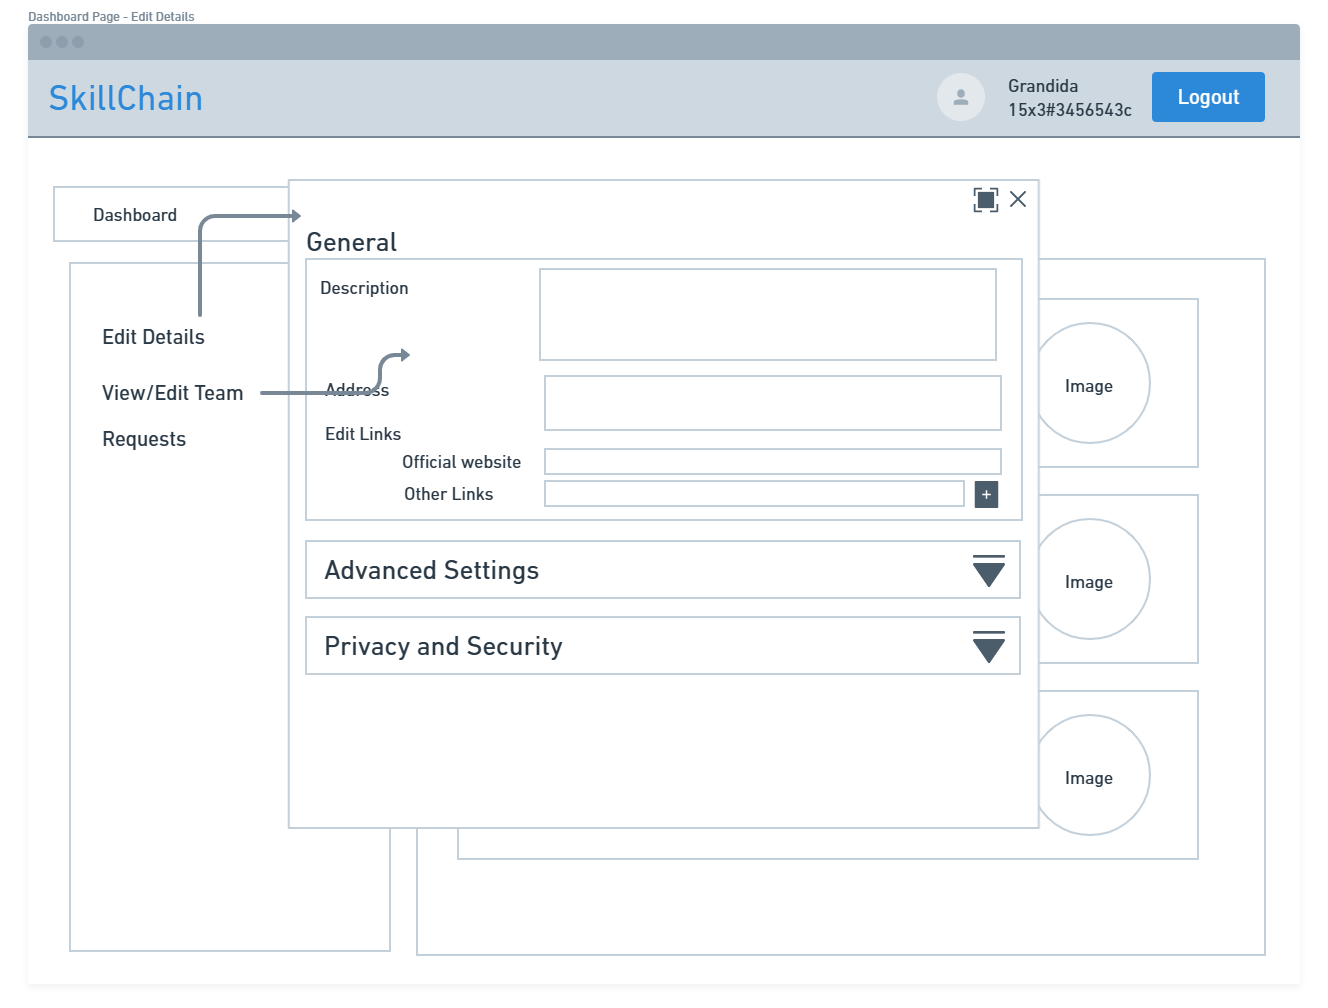 Dashboard Page - Edit Details
SkillChain
Grandida
15x3#3456543c
Logout
Dashboard
Edit Details
View/Edit Team
Requests
General
Description
Address
Edit Links
Official website
Other Links
+
Advanced Settings
Privacy and Security
Image
Image
Image